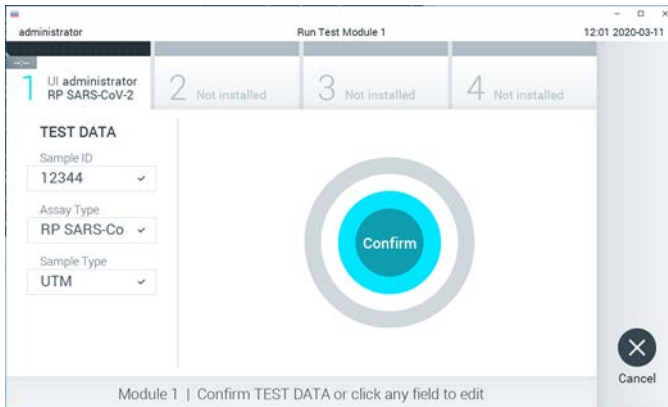 administrator
Run Test Module 1
12:01 2020-03-11
--:--
1
UI administrator
RP SARS-CoV-2
2 Not installed
3 Not installed
4 Not installed
TEST DATA
Sample ID
12344
Assay Type
RP SARS-Co
Sample Type
UTM
Confirm
Cancel
Module 1 | Confirm TEST DATA or click any field to edit